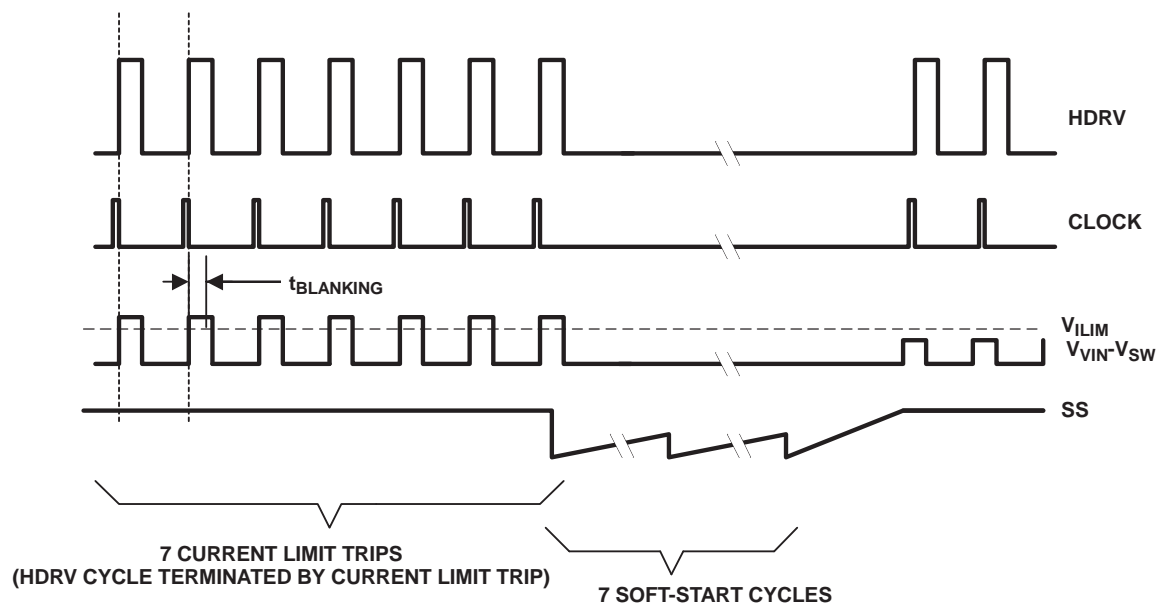 HDRV
CLOCK
tBLANKING
VILIM
VVIN-VSW
SS
7 CURRENT LIMIT TRIPS
(HDRV CYCLE TERMINATED BY CURRENT LIMIT TRIP)
7 SOFT-START CYCLES